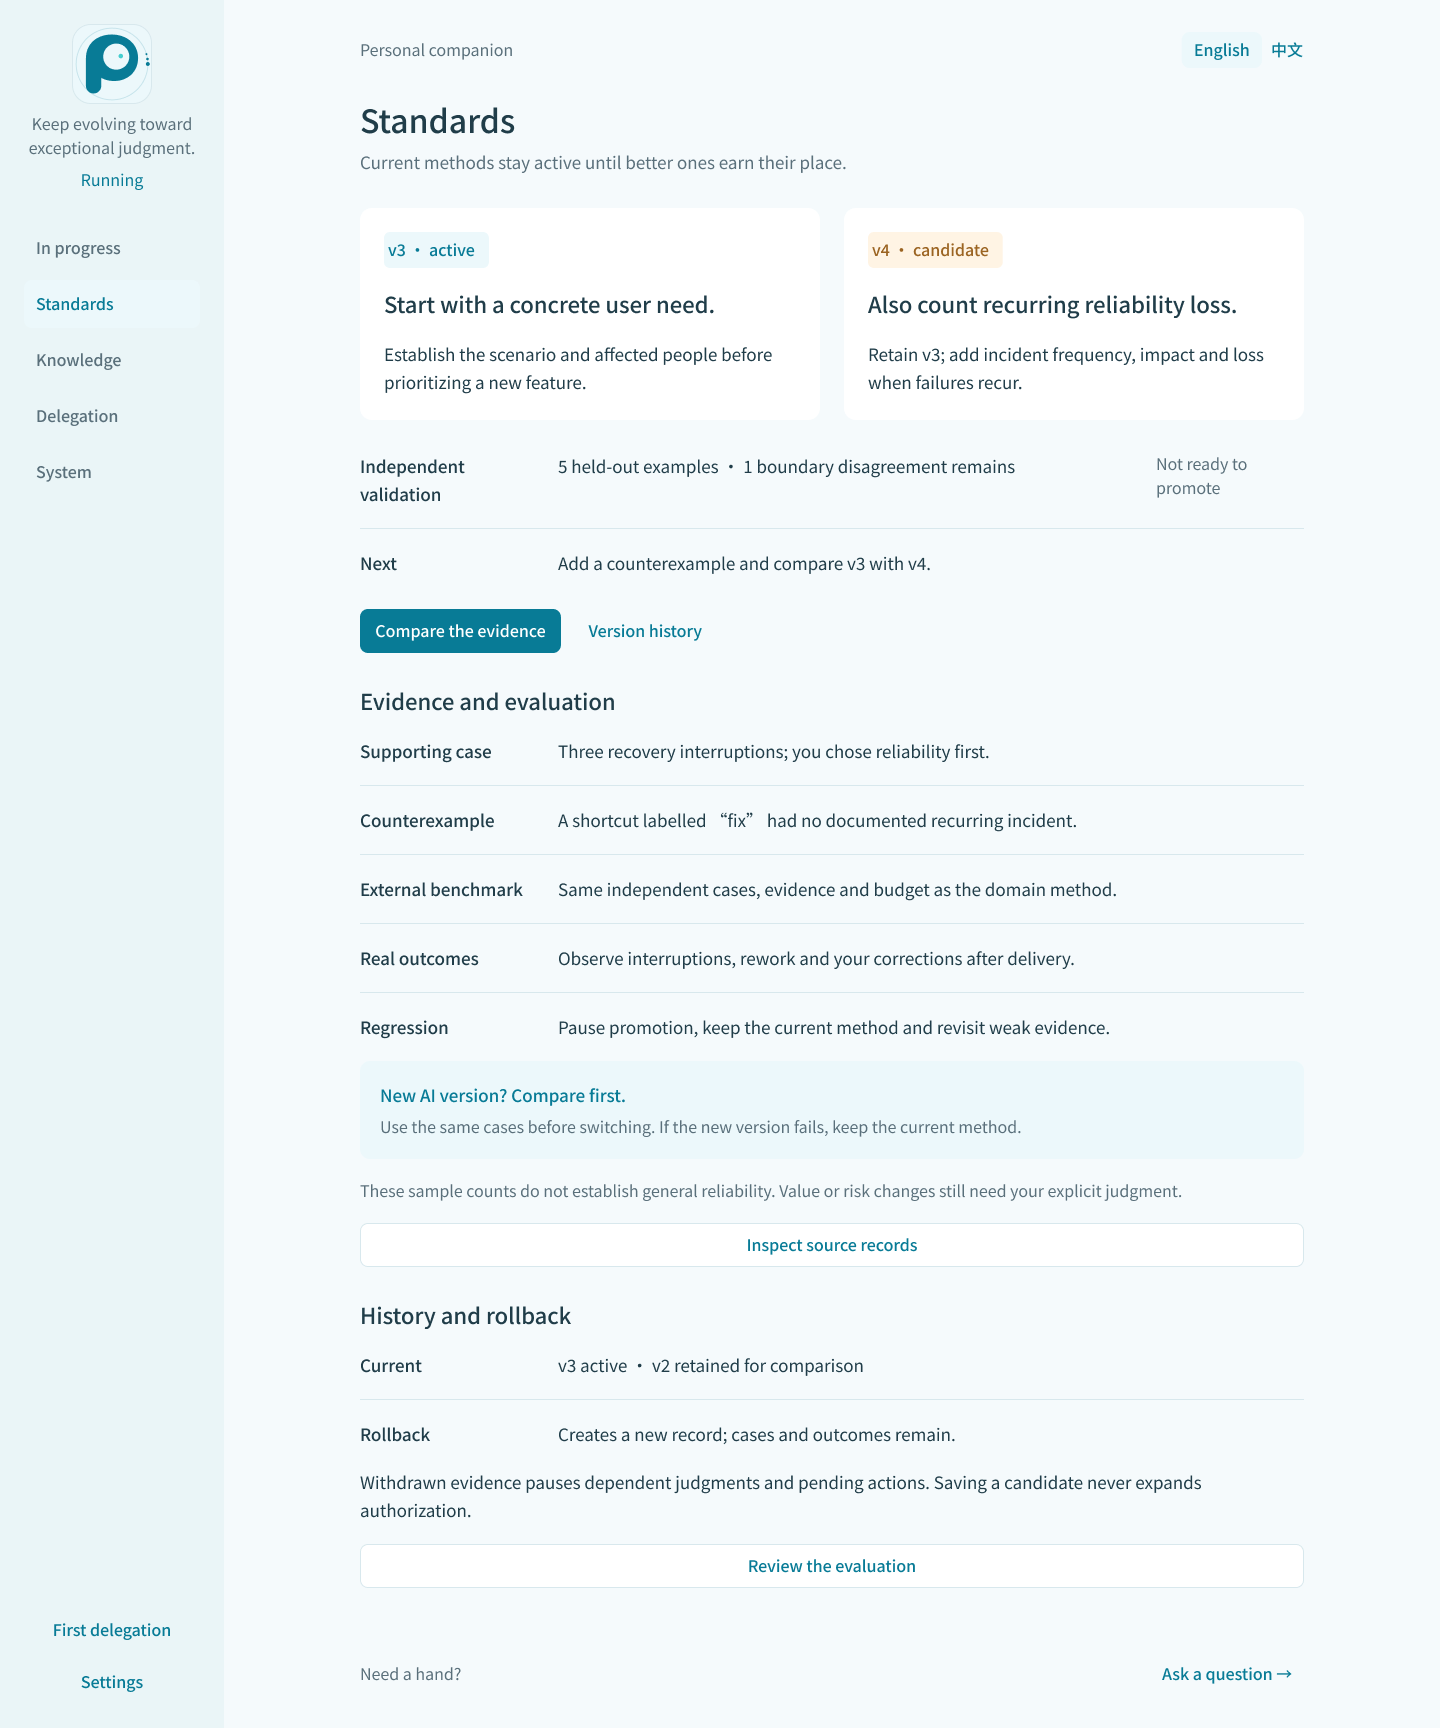 Keep evolving toward
exceptional judgment.
Running
In progress
Standards
Knowledge
Delegation
System
First delegation
Settings
Personal companion
English 中文
Standards
Current methods stay active until better ones earn their place.
v3 · active
Start with a concrete user need.
Establish the scenario and affected people before
prioritizing a new feature.
v4 · candidate
Also count recurring reliability loss.
Retain v3; add incident frequency, impact and loss
when failures recur.
Independent
validation
5 held-out examples · 1 boundary disagreement remains
Not ready to
promote
Next
Add a counterexample and compare v3 with v4.
Compare the evidence
Version history
Evidence and evaluation
Supporting case
Three recovery interruptions; you chose reliability first.
Counterexample
A shortcut labelled “fix” had no documented recurring incident.
External benchmark
Same independent cases, evidence and budget as the domain method.
Real outcomes
Observe interruptions, rework and your corrections after delivery.
Regression
Pause promotion, keep the current method and revisit weak evidence.
New AI version? Compare first.
Use the same cases before switching. If the new version fails, keep the current method.
These sample counts do not establish general reliability. Value or risk changes still need your explicit judgment.
Inspect source records
History and rollback
Current
v3 active · v2 retained for comparison
Rollback
Creates a new record; cases and outcomes remain.
Withdrawn evidence pauses dependent judgments and pending actions. Saving a candidate never expands
authorization.
Review the evaluation
Need a hand?
Ask a question →